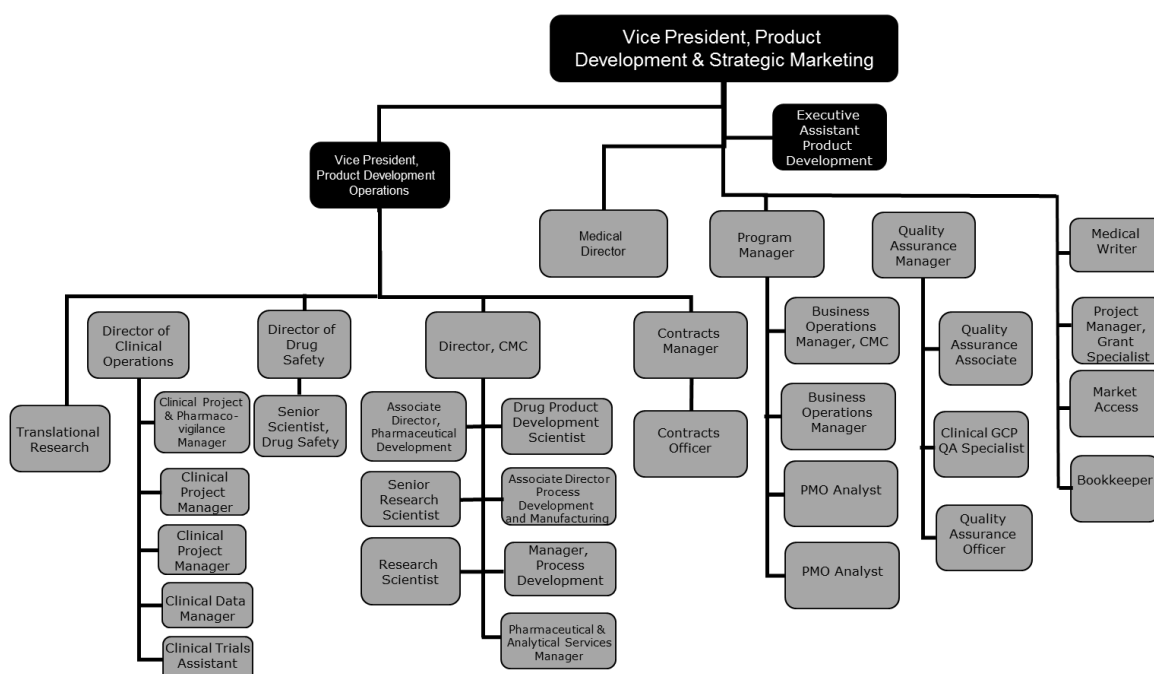 Vice President, Product
Development & Strategic Marketing
Executive
Assistant
Product
Development
Vice President,
Product Development
Operations
Medical
Director
Program
Manager
Quality
Assurance
Manager
Medical
Writer
Director of
Clinical
Operations
Director of
Drug
Safety
Director, CMC
Contracts
Manager
Business
Operations
Manager, CMC
Quality
Assurance
Associate
Project
Manager,
Grant
Specialist
Translational
Research
Clinical Project
& Pharmaco-
vigilance
Manager
Senior
Scientist,
Drug Safety
Associate
Director,
Pharmaceutical
Development
Drug Product
Development
Scientist
Contracts
Officer
Business
Operations
Manager
Clinical GCP
QA Specialist
Market
Access
Clinical
Project
Manager
Senior
Research
Scientist
Associate Director
Process
Development
and Manufacturing
PMO Analyst
Quality
Assurance
Officer
Bookkeeper
Clinical
Project
Manager
Research
Scientist
Manager,
Process
Development
PMO Analyst
Clinical Data
Manager
Pharmaceutical &
Analytical Services
Manager
Clinical Trials
Assistant